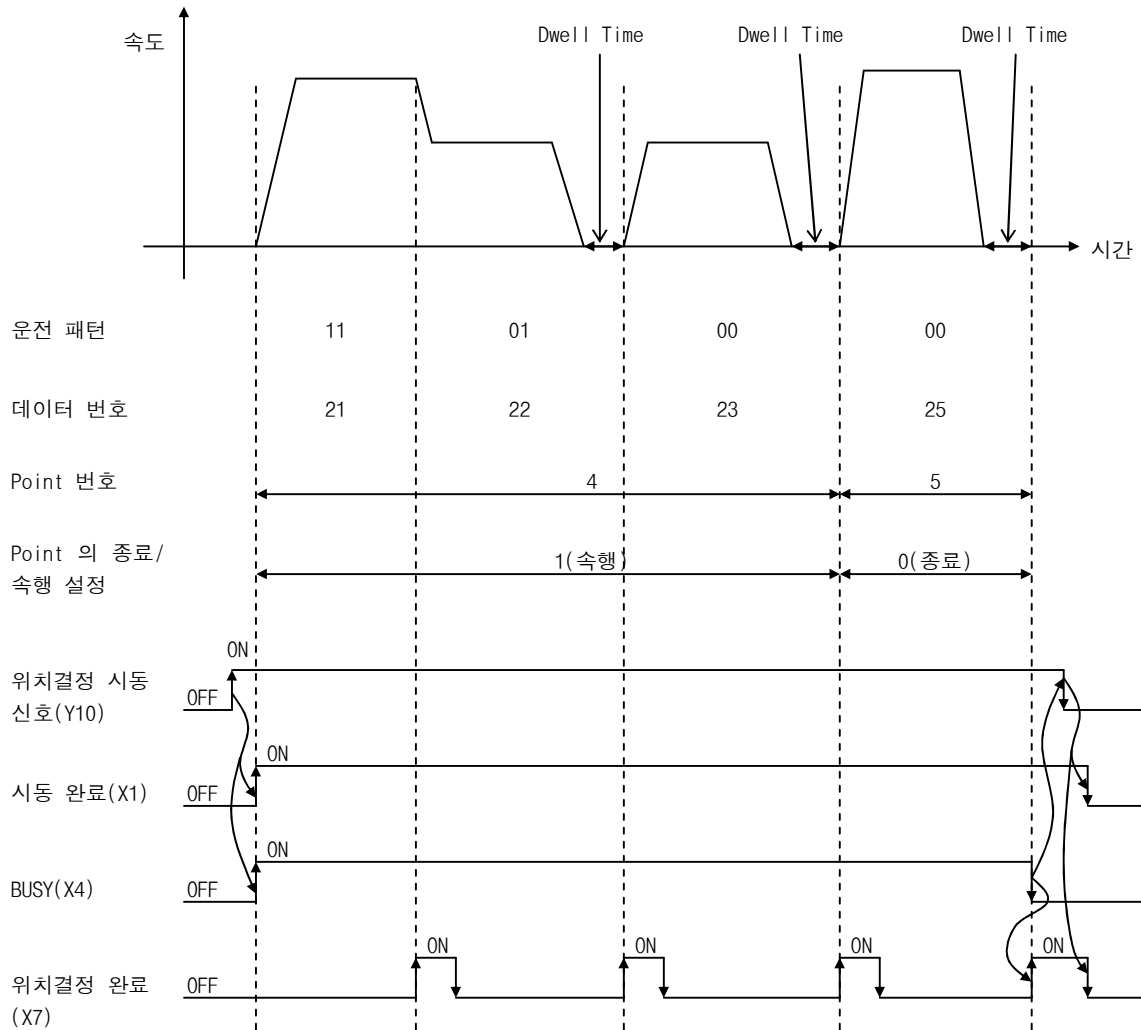 속도
Dwell Time Dwell Time Dwell Time
시간
운전 패턴 11 01 00 00
데이터 번호 21 22 23 25
Point 번호 4 5
Point 의 종료/
속행 설정
1(속행) 0(종료)
ON
위치결정 시동
신호(Y10)
OFF
ON
시동 완료(X1) OFF
ON
BUSY(X4) OFF
ON ON ON ON
위치결정 완료
(X7)
OFF